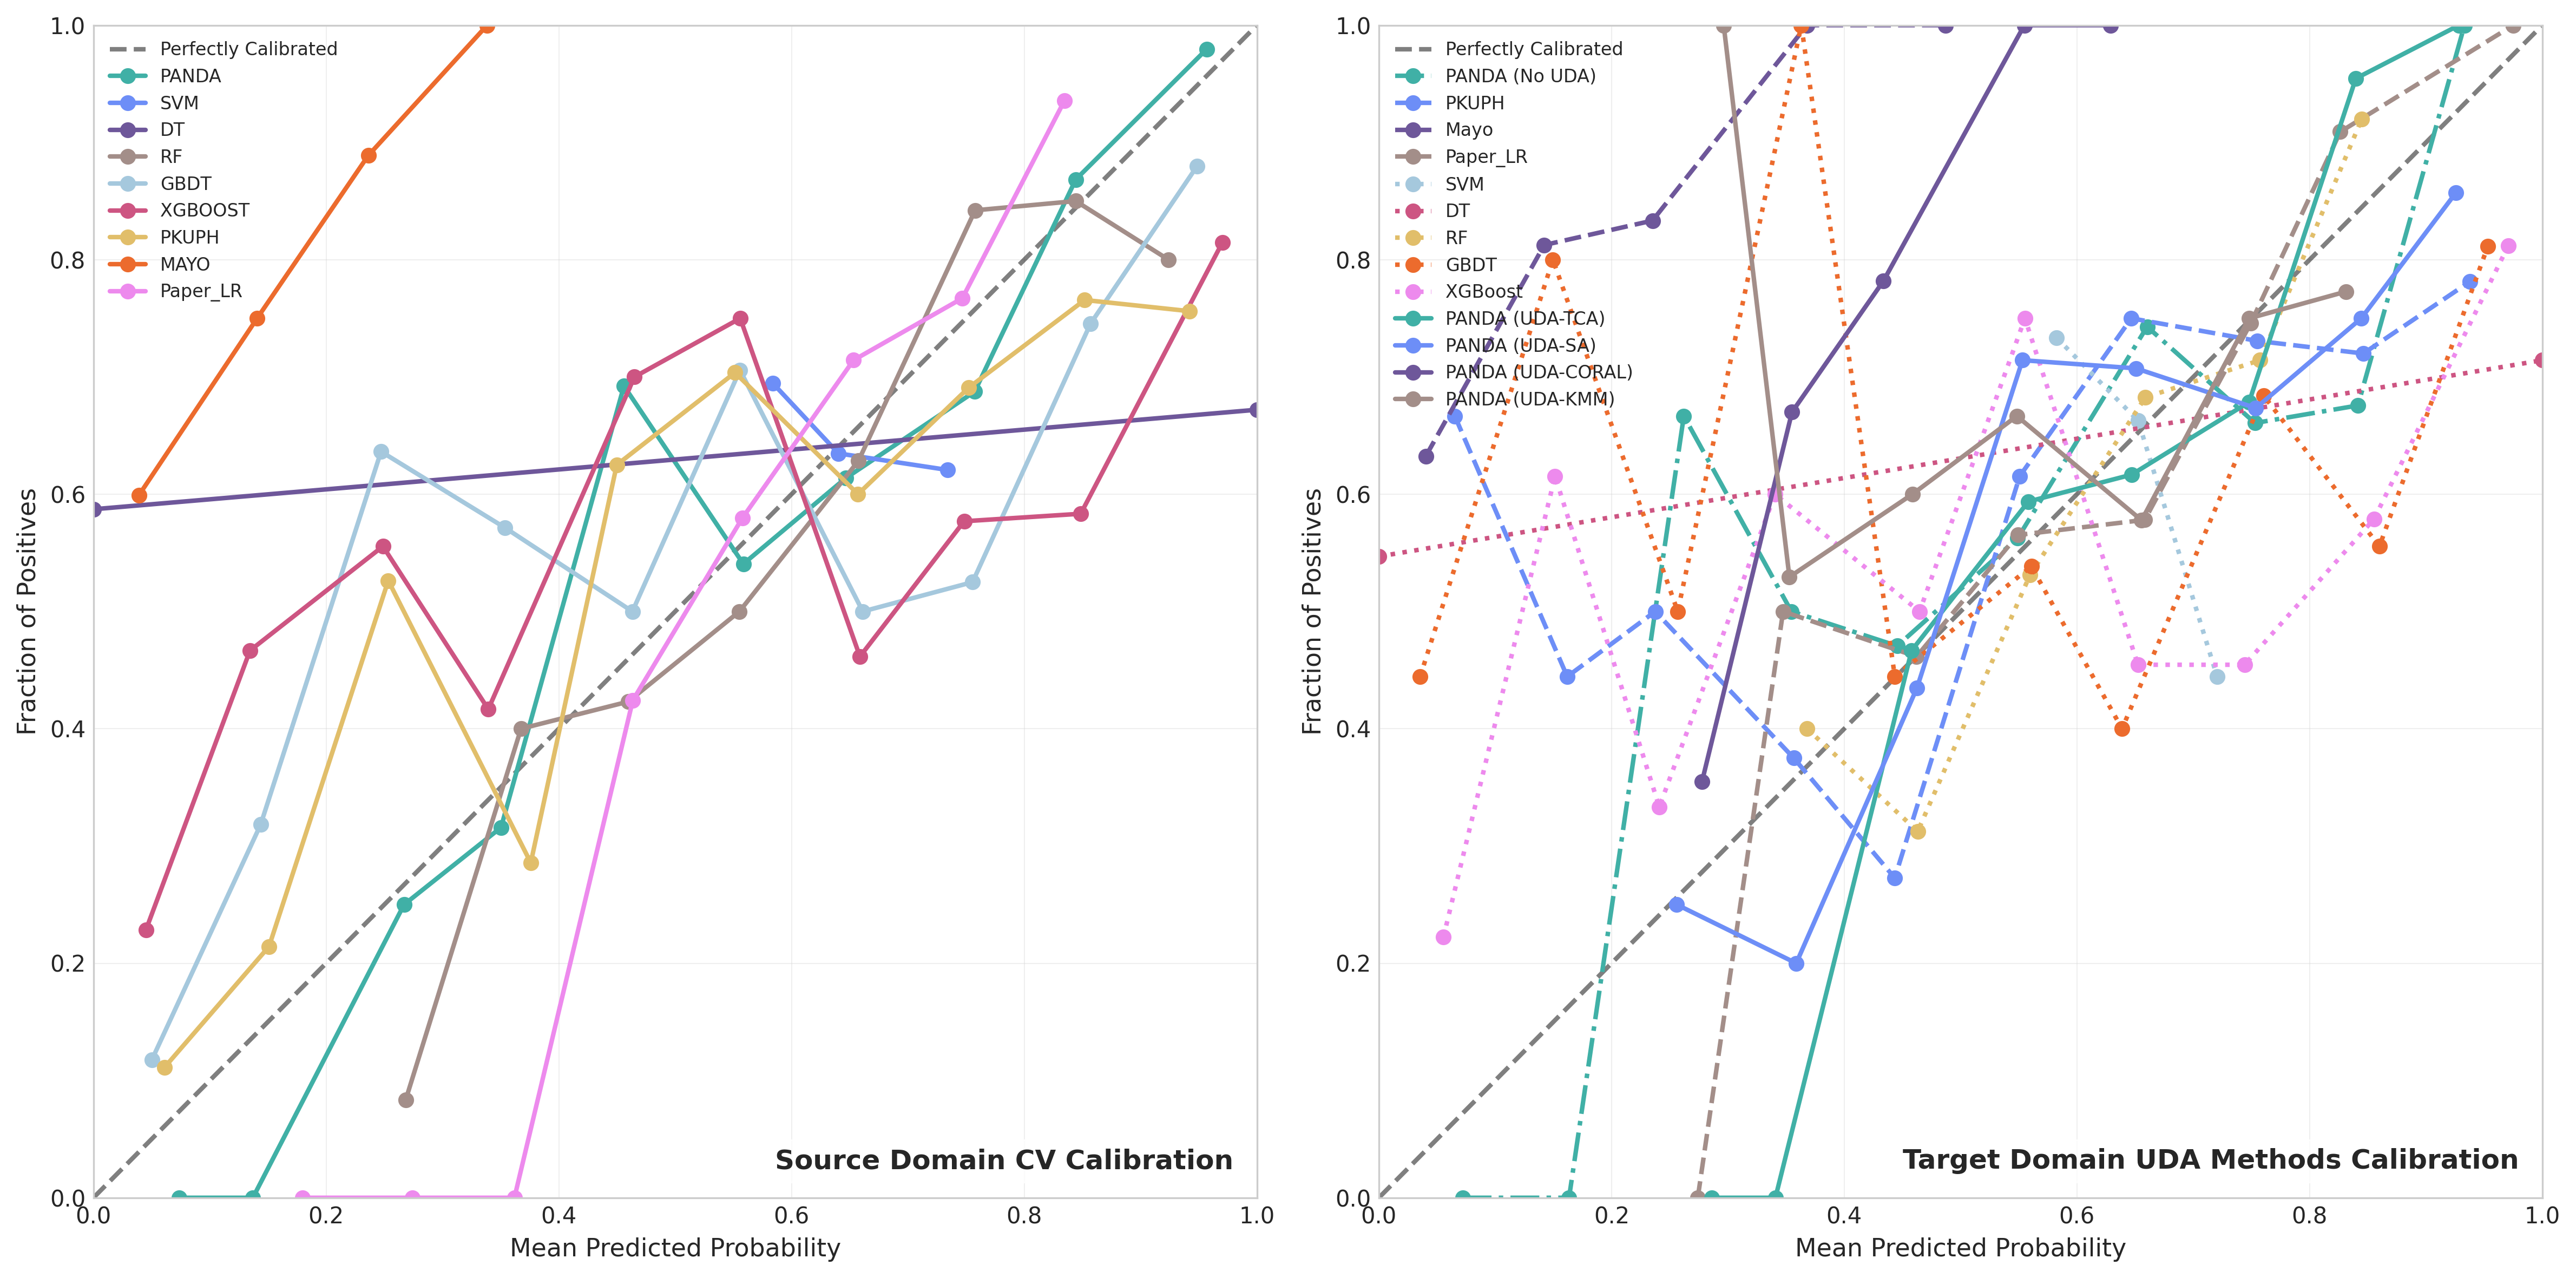 1.0
0.8
0.6
0.4
0.2
0.0
Fraction of Positives
Perfectly Calibrated
PANDA
SVM
DT
RF
GBDT
XGBOOST
PKUPH
MAYO
Paper_LR
Source Domain CV Calibration
0.0 0.2 0.4 0.6 0.8 1.0
Mean Predicted Probability
1.0
0.8
0.6
0.4
0.2
0.0
Fraction of Positives
Perfectly Calibrated
PANDA (No UDA)
PKUPH
Mayo
Paper_LR
SVM
DT
RF
GBDT
XGBoost
PANDA (UDA-TCA)
PANDA (UDA-SA)
PANDA (UDA-CORAL)
PANDA (UDA-KMM)
Target Domain UDA Methods Calibration
0.0 0.2 0.4 0.6 0.8 1.0
Mean Predicted Probability